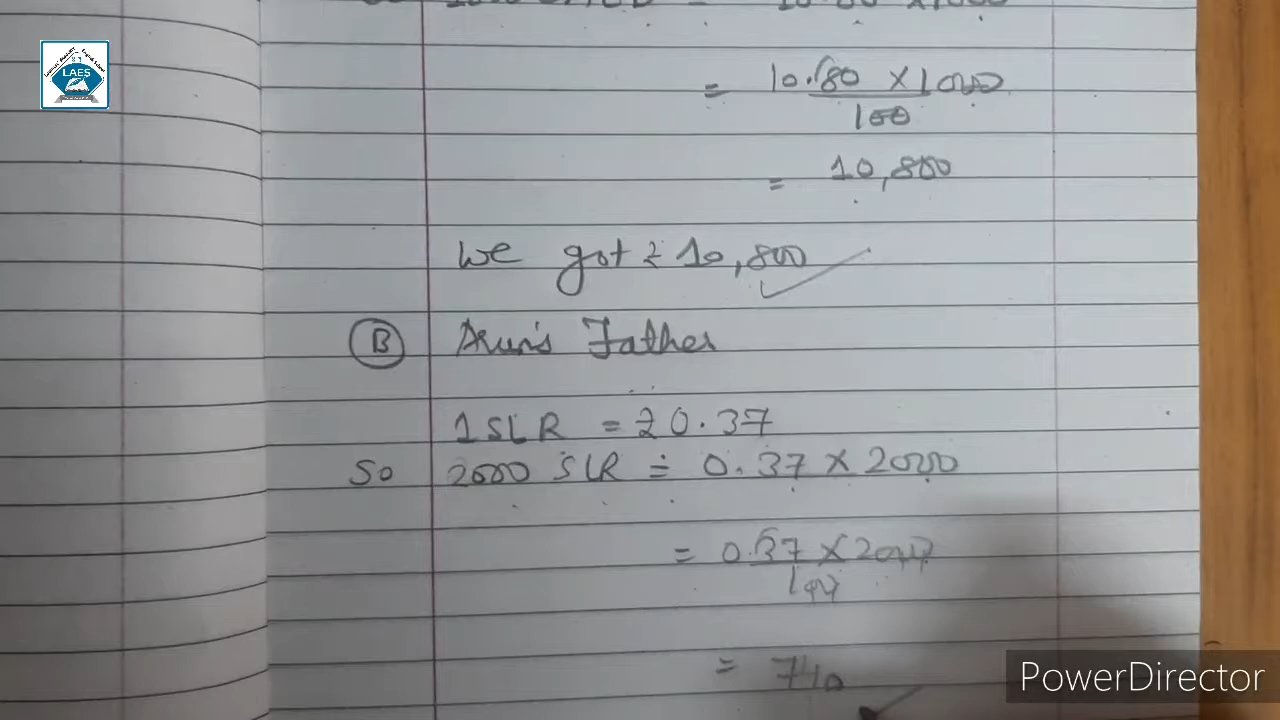 = 10.80 × 1000
100
= 10,800
We got ₹ 10,800
B Arun's Father
1 SLR = ₹ 0.37
So 2000 SLR = 0.37 × 2000
= 0.37 × 2000
100
= 740
LAES
PowerDirector